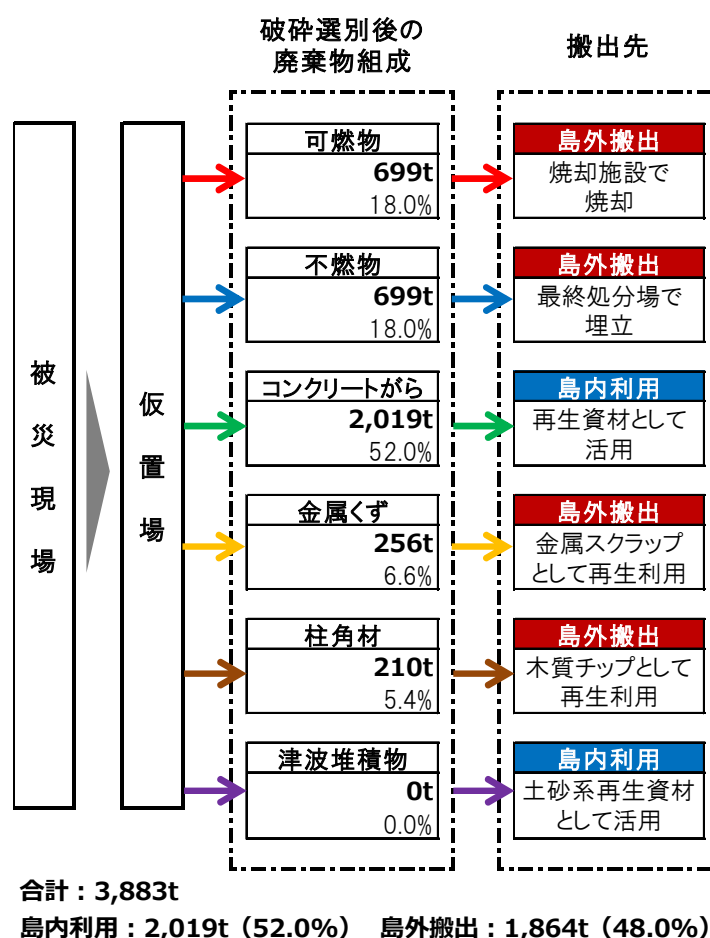 破砕選別後の
廃棄物組成
搬出先
被災現場
仮置場
可燃物
699t
18.0%
島外搬出
焼却施設で
焼却
不燃物
699t
18.0%
島外搬出
最終処分場で
埋立
コンクリートがら
2,019t
52.0%
島内利用
再生資材として
活用
金属くず
256t
6.6%
島外搬出
金属スクラップ
として再生利用
柱角材
210t
5.4%
島外搬出
木質チップとして
再生利用
津波堆積物
0t
0.0%
島内利用
土砂系再生資材
として活用
合計：3,883t
島内利用：2,019t（52.0%） 島外搬出：1,864t（48.0%）